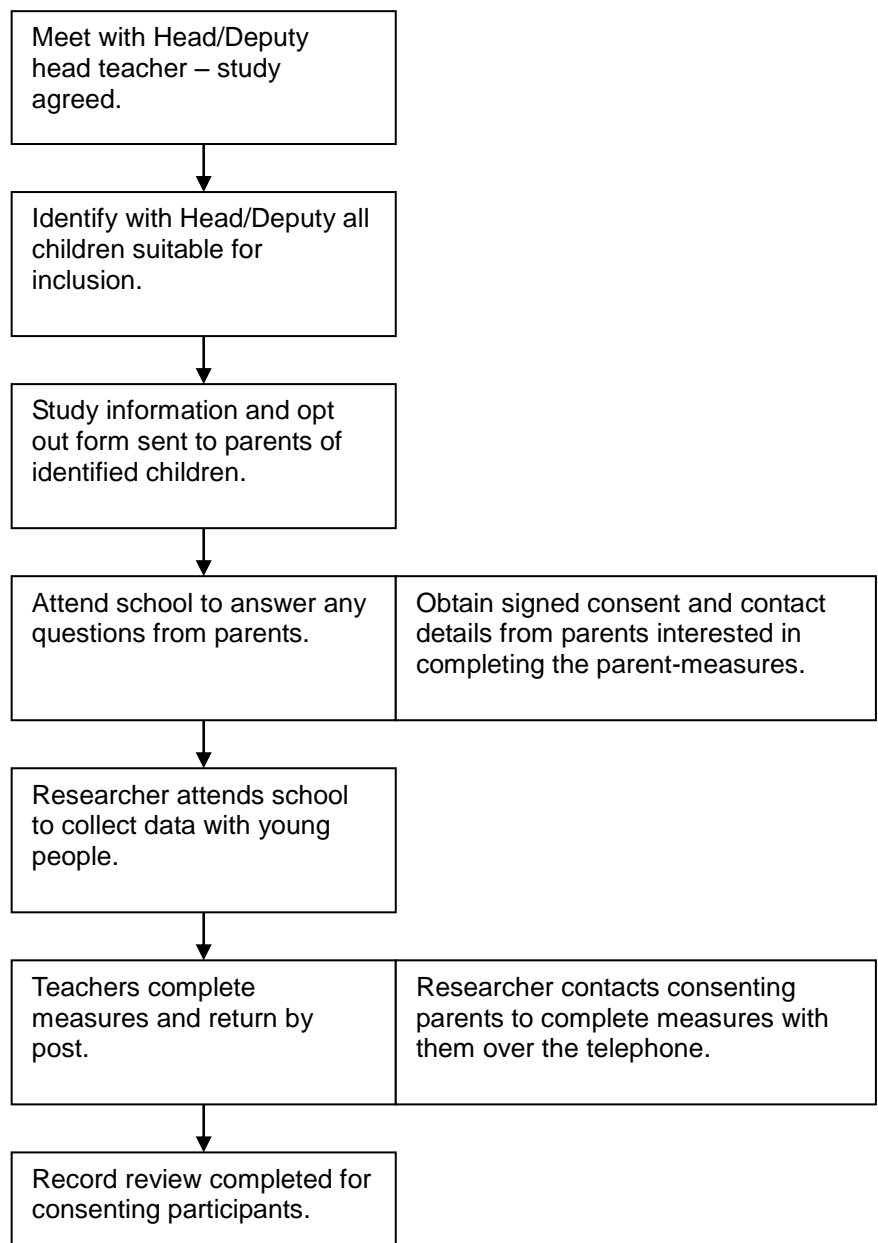 Meet with Head/Deputy
head teacher – study
agreed.
Identify with Head/Deputy all
children suitable for
inclusion.
Study information and opt
out form sent to parents of
identified children.
Attend school to answer any
questions from parents.
Obtain signed consent and contact
details from parents interested in
completing the parent-measures.
Researcher attends school
to collect data with young
people.
Teachers complete
measures and return by
post.
Researcher contacts consenting
parents to complete measures with
them over the telephone.
Record review completed for
consenting participants.